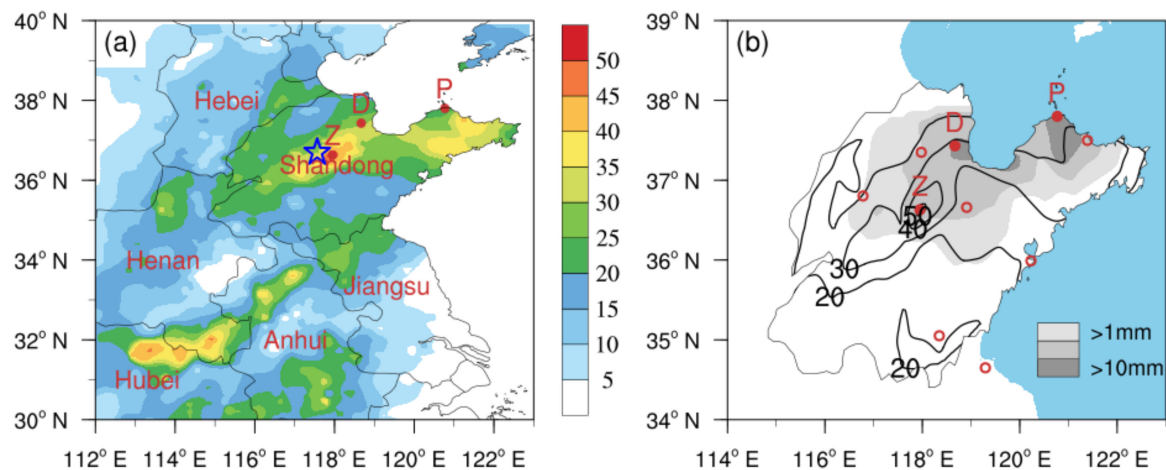 (a)
40° N
38° N
36° N
34° N
32° N
30° N
112° E 114° E 116° E 118° E 120° E 122° E
Hebei
D
P
Z
Shandong
Henan
Jiangsu
Anhui
Hubei
50
45
40
35
30
25
20
15
10
5
(b)
39° N
38° N
37° N
36° N
35° N
34° N
114° E 116° E 118° E 120° E 122° E
P
D
Z
50
40
30
20
20
>1mm
>10mm